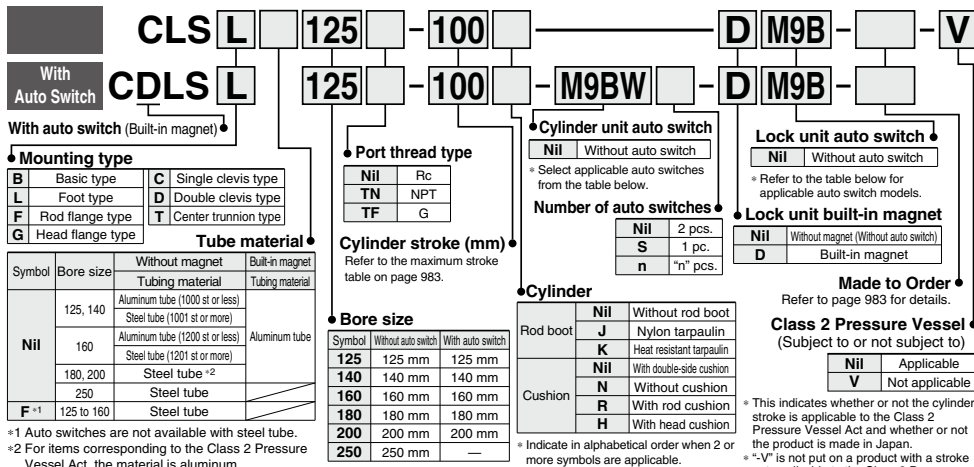 CLS L 125 - 100 D M9B - - V
With
Auto Switch
CDLS L 125 - 100 - M9BW - D M9B -
With auto switch (Built-in magnet)
Mounting type
B Basic type
L Foot type
F Rod flange type
G Head flange type
C Single clevis type
D Double clevis type
T Center trunnion type
Tube material
Symbol Bore size Without magnet Built-in magnet
Tubing material Tubing material
Nil 125, 140 Aluminum tube (1000 st or less) Aluminum tube
Steel tube (1001 st or more)
160 Aluminum tube (1200 st or less)
Steel tube (1201 st or more)
180, 200 Steel tube *2
250 Steel tube
F *1 125 to 160 Steel tube
*1 Auto switches are not available with steel tube.
*2 For items corresponding to the Class 2 Pressure
Vessel Act, the material is aluminum.
Port thread type
Nil Rc
TN NPT
TF G
Cylinder stroke (mm)
Refer to the maximum stroke
table on page 983.
Bore size
Symbol Without auto switch With auto switch
125 125 mm 125 mm
140 140 mm 140 mm
160 160 mm 160 mm
180 180 mm 180 mm
200 200 mm 200 mm
250 250 mm —
Cylinder unit auto switch
Nil Without auto switch
* Select applicable auto switches
from the table below.
Number of auto switches
Nil 2 pcs.
S 1 pc.
n "n" pcs.
Cylinder
Rod boot Nil Without rod boot
J Nylon tarpaulin
K Heat resistant tarpaulin
Cushion Nil With double-side cushion
N Without cushion
R With rod cushion
H With head cushion
* Indicate in alphabetical order when 2 or
more symbols are applicable.
Lock unit auto switch
Nil Without auto switch
* Refer to the table below for
applicable auto switch models.
Lock unit built-in magnet
Nil Without magnet (Without auto switch)
D Built-in magnet
Made to Order
Refer to page 983 for details.
Class 2 Pressure Vessel
(Subject to or not subject to)
Nil Applicable
V Not applicable
* This indicates whether or not the cylinder
stroke is applicable to the Class 2
Pressure Vessel Act and whether or not
the product is made in Japan.
* "-V" is not put on a product with a stroke